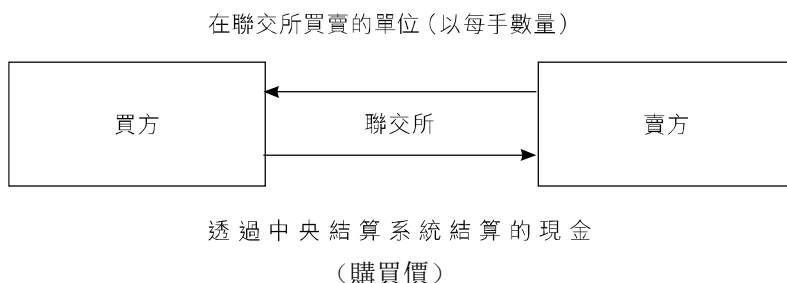 在聯交所買賣的單位（以每手數量）
買方
聯交所
賣方
透過中央結算系統結算的現金
（購買價）